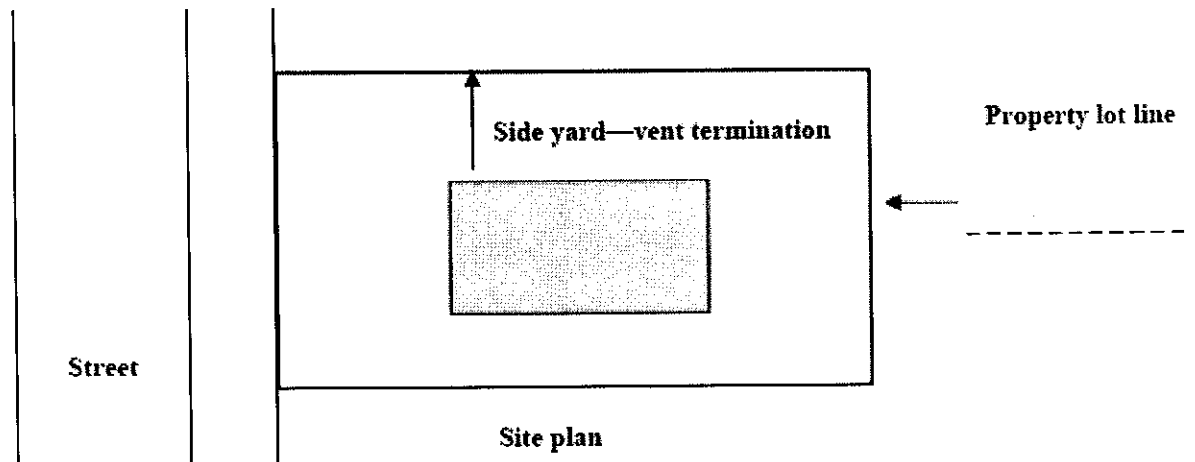 Property lot line
Side yard—vent termination
Street
Site plan